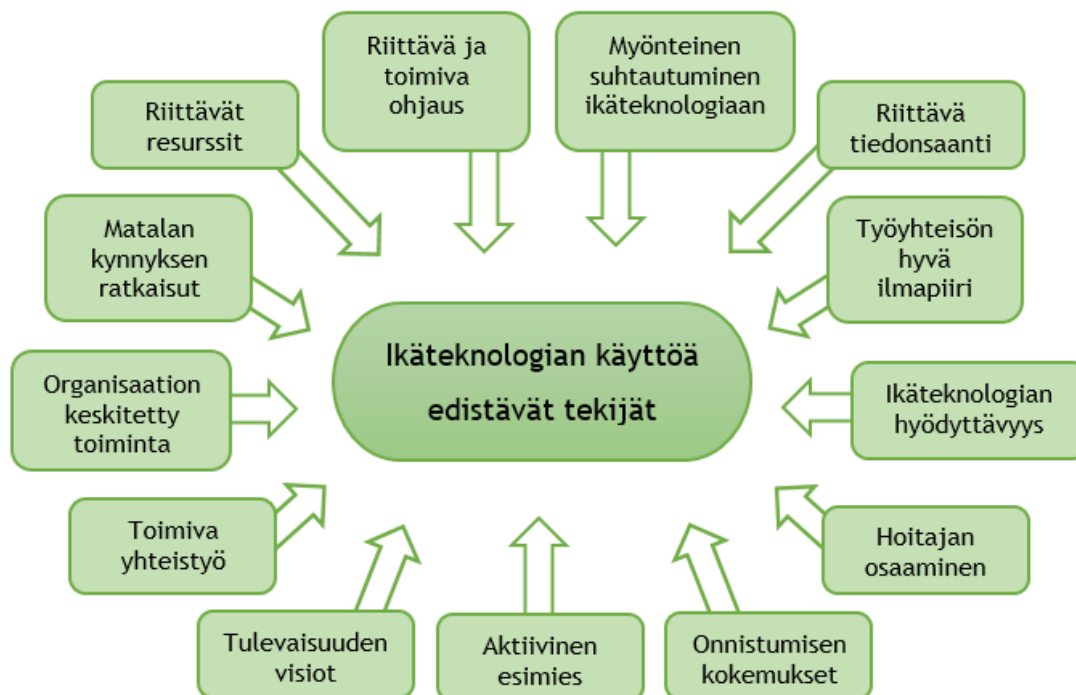 Riittävä ja
toimiva
ohjaus
Myönteinen
suhtautuminen
ikäteknologiaan
Riittävät
resurssit
Riittävä
tiedonsaanti
Matalan
kynnyksen
ratkaisut
Työyhteisön
hyvä
ilmapiiri
Ikäteknologian käyttöä
edistävät tekijät
Organisaation
keskitetty
toiminta
Ikäteknologian
hyödyttävyys
Toimiva
yhteistyö
Hoitajan
osaaminen
Tulevaisuuden
visiot
Aktiivinen
esimies
Onnistumisen
kokemukset